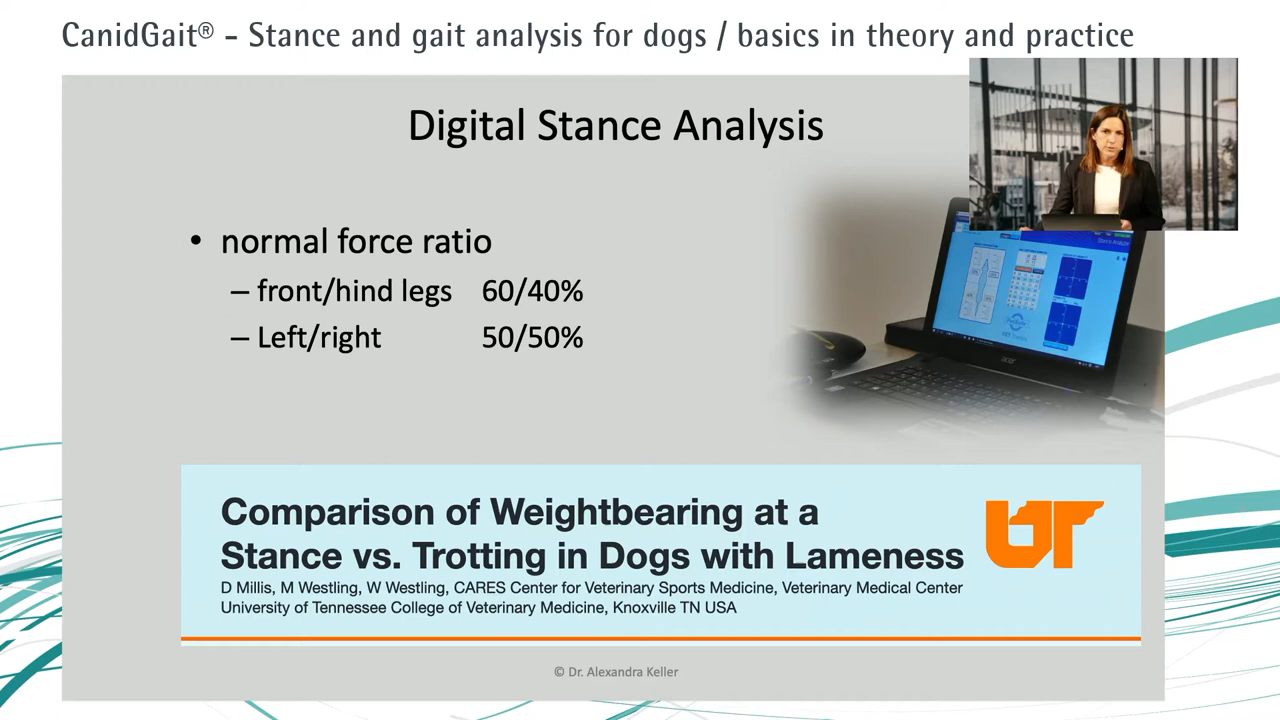 CanidGait® - Stance and gait analysis for dogs / basics in theory and practice
Digital Stance Analysis
• normal force ratio
– front/hind legs 60/40%
– Left/right 50/50%
Comparison of Weightbearing at a
Stance vs. Trotting in Dogs with Lameness
UT
D Millis, M Westling, W Westling, CARES Center for Veterinary Sports Medicine, Veterinary Medical Center
University of Tennessee College of Veterinary Medicine, Knoxville TN USA
© Dr. Alexandra Keller
acer